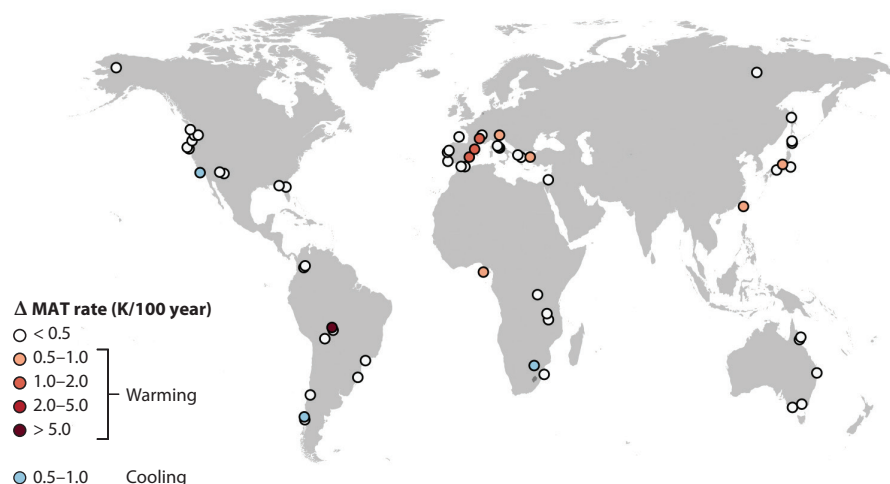 Δ MAT rate (K/100 year)
< 0.5
0.5–1.0
1.0–2.0
2.0–5.0
> 5.0
Warming
0.5–1.0 Cooling